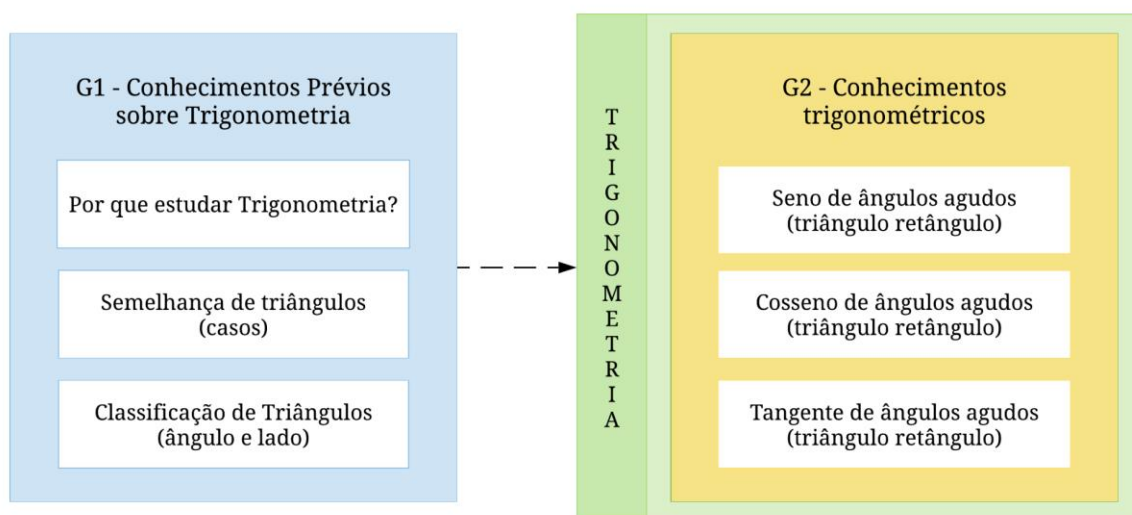 G1 - Conhecimentos Prévios
sobre Trigonometria
Por que estudar Trigonometria?
Semelhança de triângulos
(casos)
Classificação de Triângulos
(ângulo e lado)
T
R
I
G
O
N
O
M
E
T
R
I
A
G2 - Conhecimentos
trigonométricos
Seno de ângulos agudos
(triângulo retângulo)
Cosseno de ângulos agudos
(triângulo retângulo)
Tangente de ângulos agudos
(triângulo retângulo)